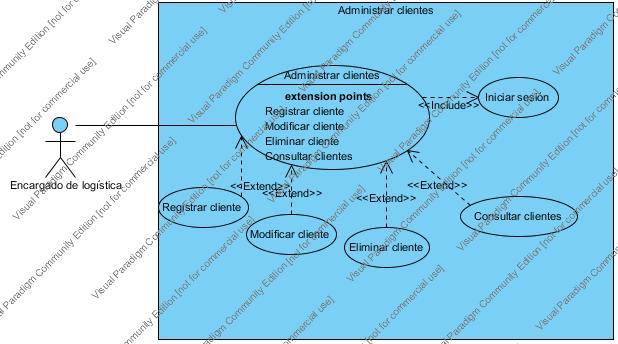 Administrar clientes
Administrar clientes
extension points
Registrar cliente
Modificar cliente
Eliminar cliente
Consultar clientes
<<Include>>
Iniciar sesión
Encargado de logística
<<Extend>>
<<Extend>>
<<Extend>>
<<Extend>>
Registrar cliente
Modificar cliente
Eliminar cliente
Consultar clientes
Visual Paradigm Community Edition [not for commercial use]